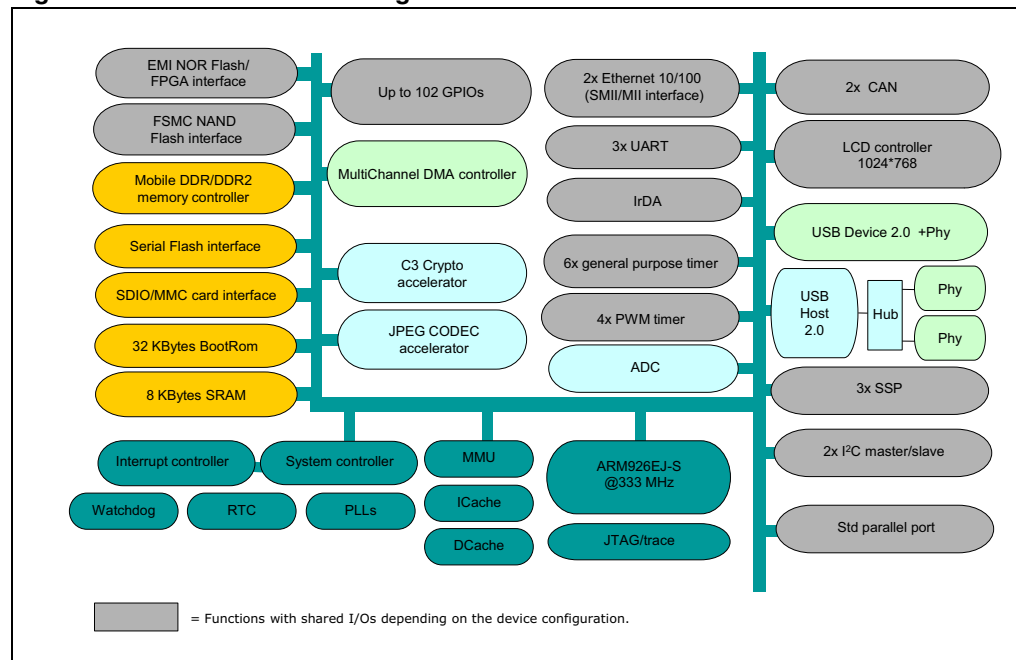 EMI NOR Flash/
FPGA interface
FSMC NAND
Flash interface
Mobile DDR/DDR2
memory controller
Serial Flash interface
SDIO/MMC card interface
32 KBytes BootRom
8 KBytes SRAM
Up to 102 GPIOs
MultiChannel DMA controller
C3 Crypto
accelerator
JPEG CODEC
accelerator
2x Ethernet 10/100
(SMII/MII interface)
3x UART
IrDA
6x general purpose timer
4x PWM timer
ADC
2x CAN
LCD controller
1024*768
USB Device 2.0 +Phy
USB
Host
2.0
Hub
Phy
Phy
3x SSP
2x I²C master/slave
Std parallel port
Interrupt controller
System controller
Watchdog
RTC
PLLs
MMU
ICache
DCache
ARM926EJ-S
@333 MHz
JTAG/trace
= Functions with shared I/Os depending on the device configuration.